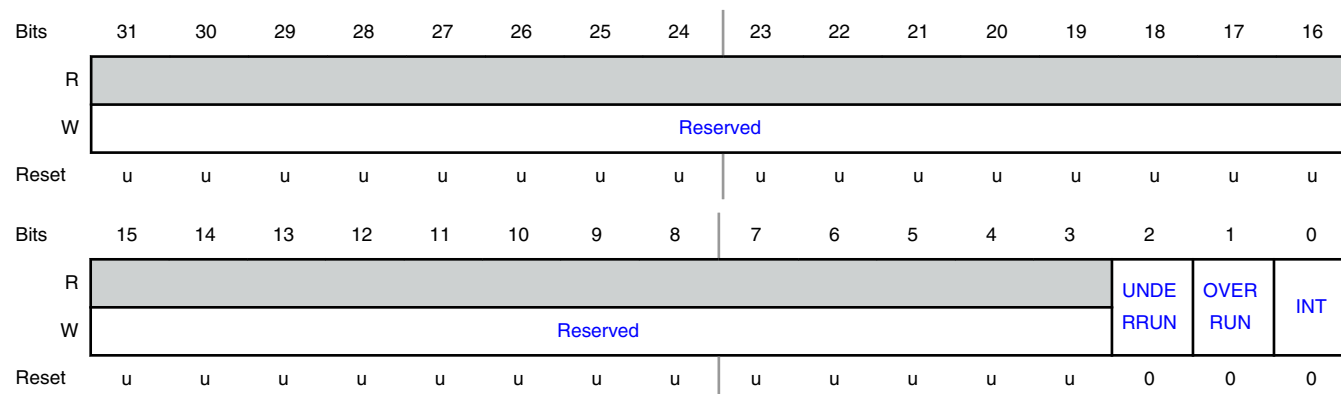 Bits 31 30 29 28 27 26 25 24 23 22 21 20 19 18 17 16
R
W Reserved
Reset u u u u u u u u u u u u u u u u
Bits 15 14 13 12 11 10 9 8 7 6 5 4 3 2 1 0
R UNDE OVER INT
W Reserved RRUN RUN
Reset u u u u u u u u u u u u u 0 0 0